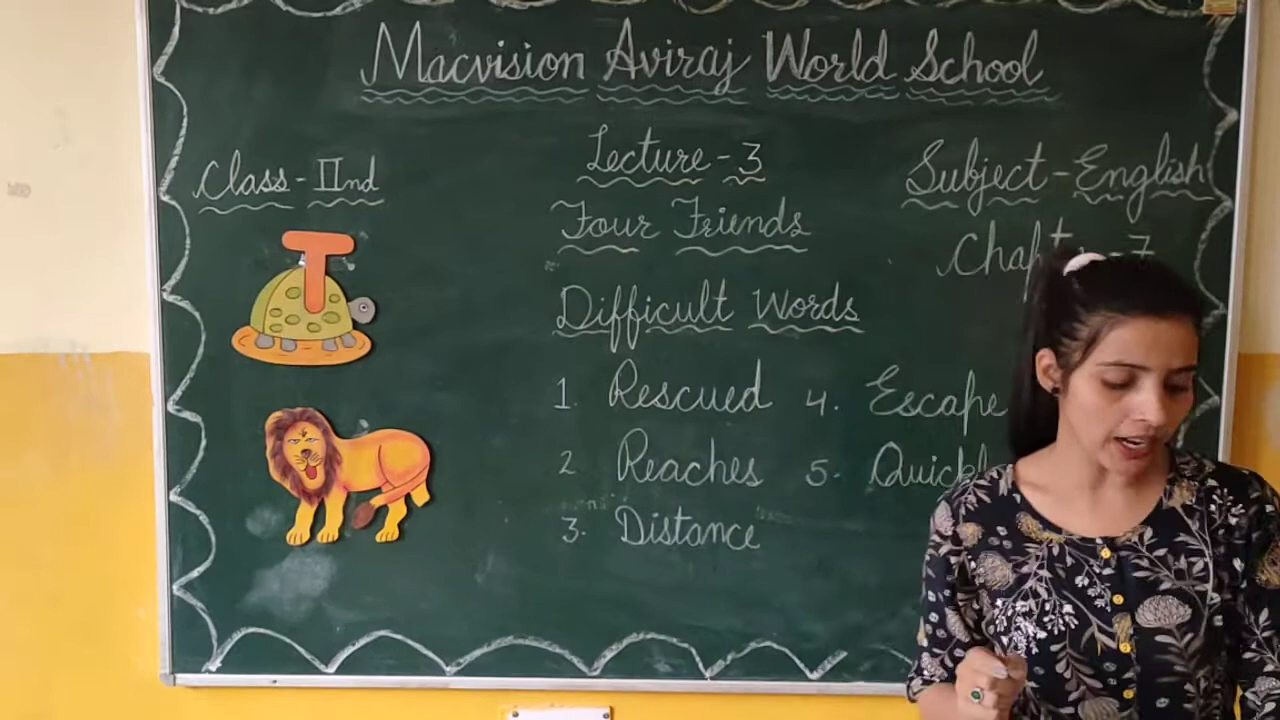 Macvision Aviraj World School
Class-IInd
Lecture-3
Subject-English
Four Friends
T
Difficult Words
1. Rescued 4. Escape
2 Reaches 5.
3. Distance